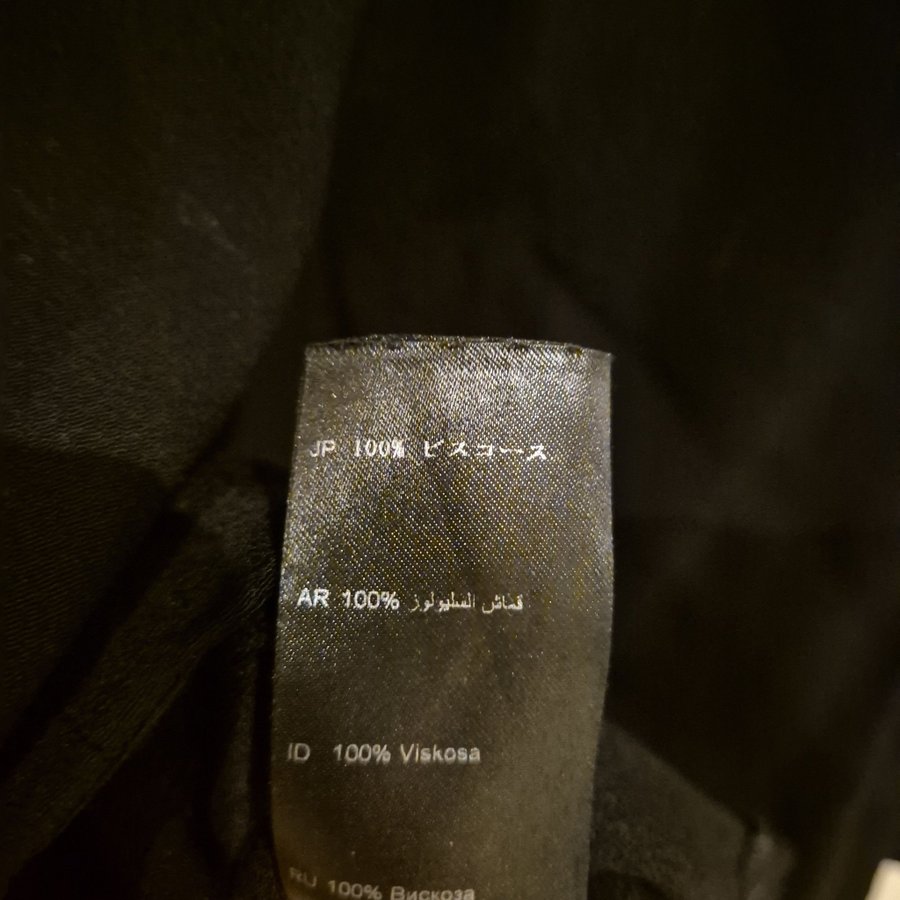 JP 100% ビスコース
AR 100% قماش السليولوز
ID 100% Viskosa
RU 100% Вискоза